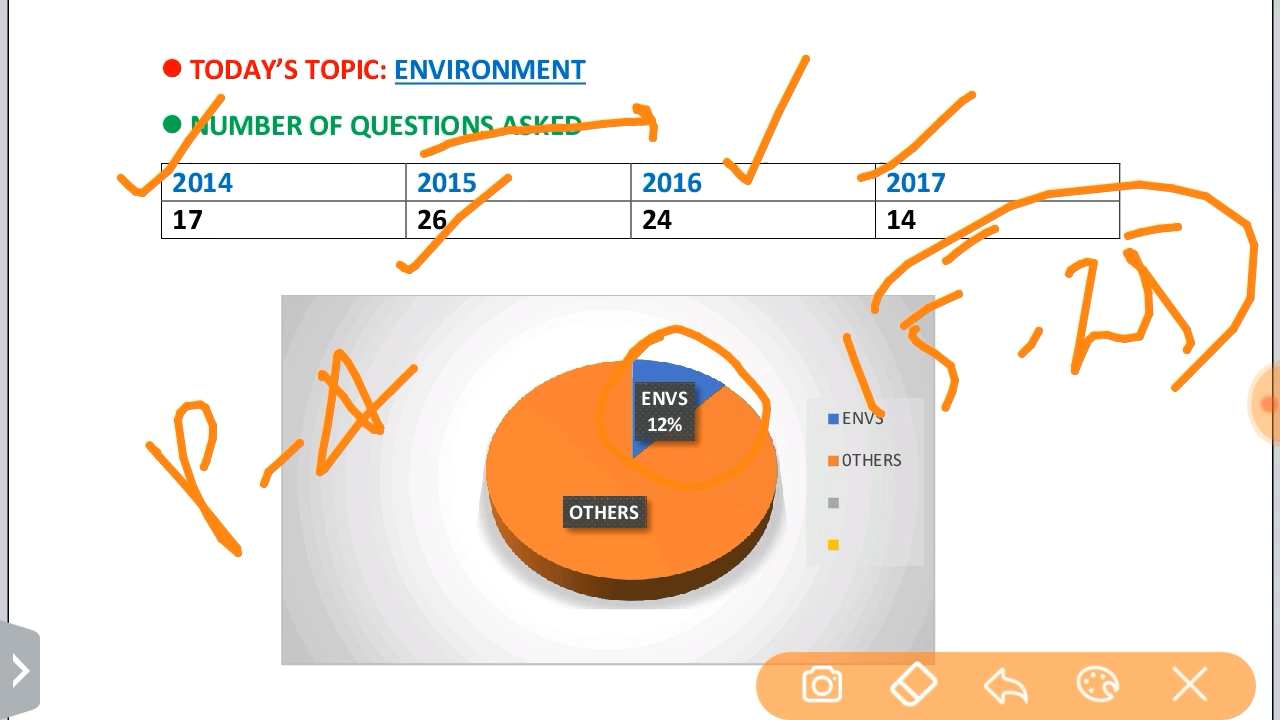 ● TODAY'S TOPIC: ENVIRONMENT
● NUMBER OF QUESTIONS ASKED
2014 2015 2016 2017
17 26 24 14
ENVS
12%
OTHERS
ENVS
OTHERS